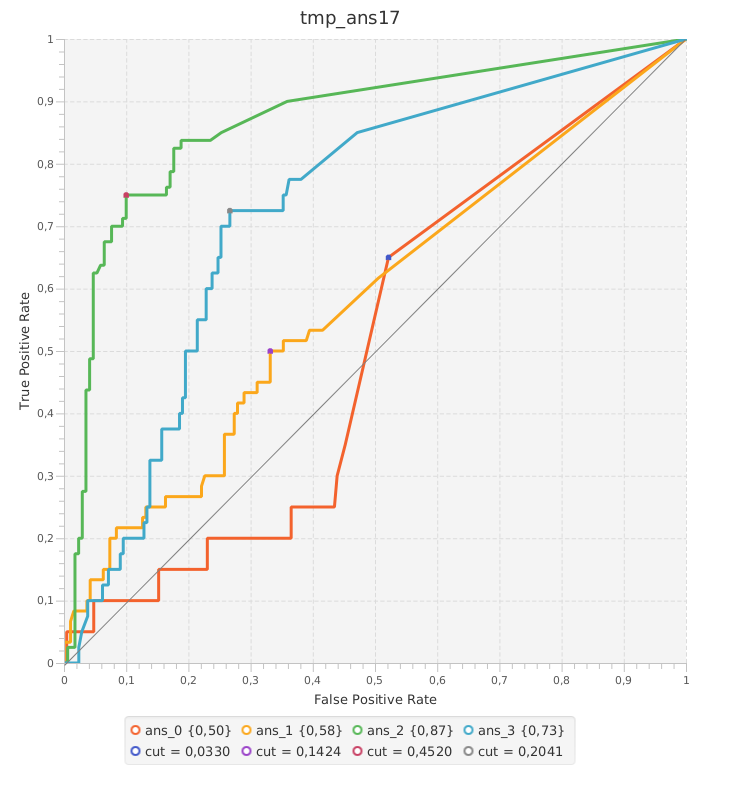 tmp_ans17
1
0,9
0,8
0,7
0,6
0,5
0,4
0,3
0,2
0,1
0
True Positive Rate
0 0,1 0,2 0,3 0,4 0,5 0,6 0,7 0,8 0,9 1
False Positive Rate
ans_0 {0,50} ans_1 {0,58} ans_2 {0,87} ans_3 {0,73}
cut = 0,0330 cut = 0,1424 cut = 0,4520 cut = 0,2041